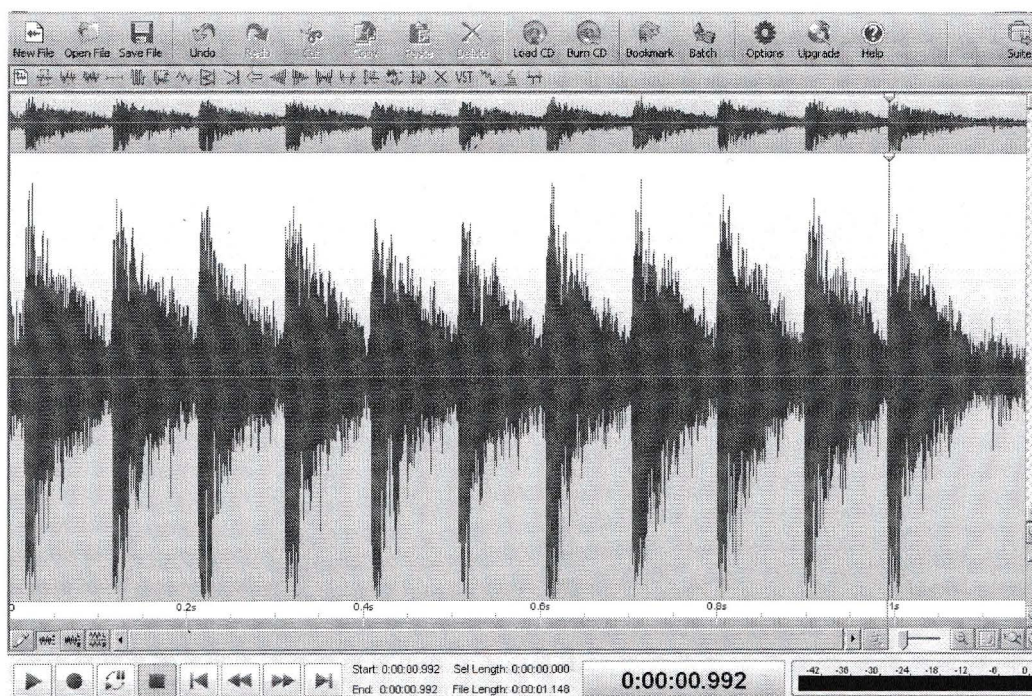 New File Open File Save File Undo Redo Cut Copy Paste Delete Load CD Burn CD Bookmark Batch Options Upgrade Help Suite
VST
0 0.2s 0.4s 0.6s 0.8s 1s
Start: 0:00:00.992 Sel Length: 0:00:00.000
End: 0:00:00.992 File Length: 0:00:01.148
0:00:00.992
-42 -36 -30 -24 -18 -12 -6 0